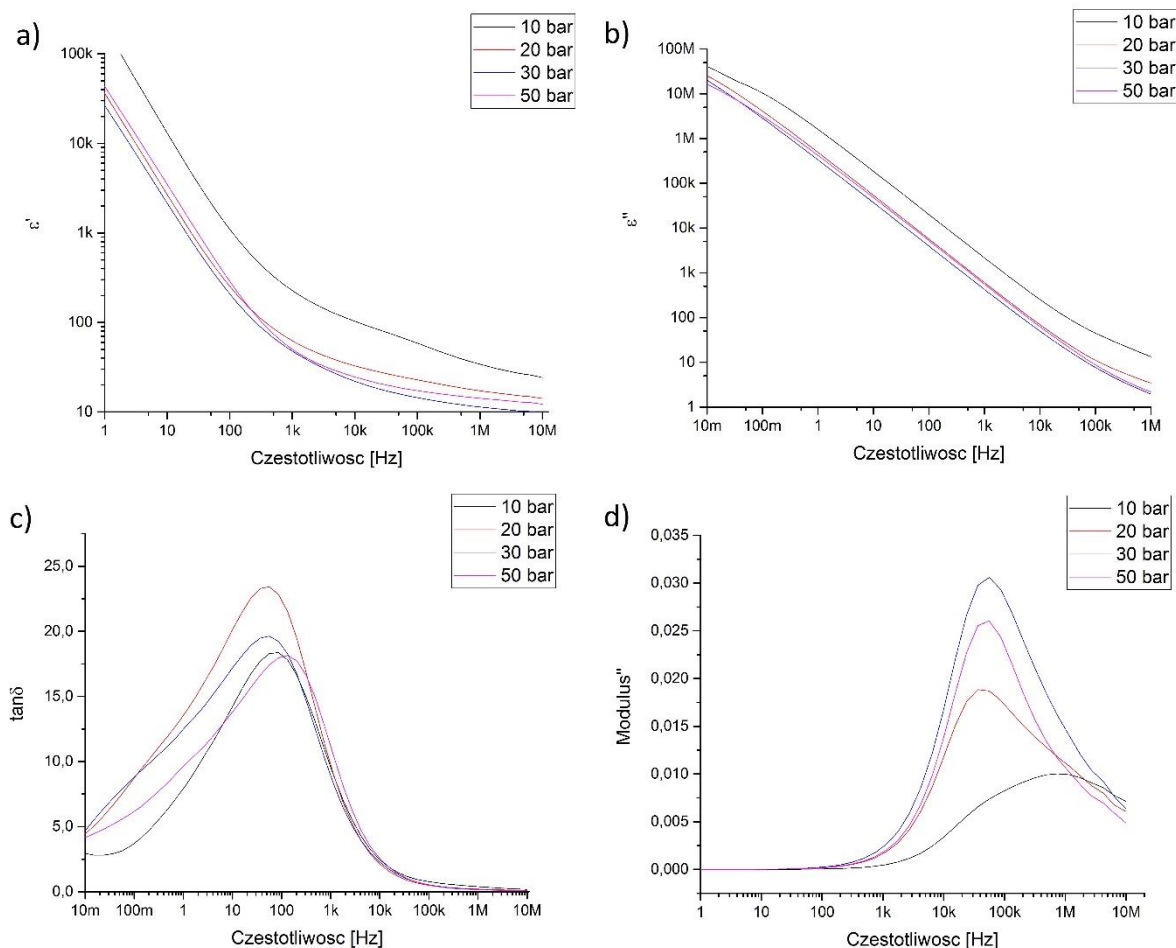 a)
10 bar
20 bar
30 bar
50 bar
100k
10k
1k
100
10
ε'
1 10 100 1k 10k 100k 1M 10M
Czestotliwosc [Hz]
b)
10 bar
20 bar
30 bar
50 bar
100M
10M
1M
100k
10k
1k
100
10
1
ε"
10m 100m 1 10 100 1k 10k 100k 1M
Czestotliwosc [Hz]
c)
10 bar
20 bar
30 bar
50 bar
25,0
20,0
15,0
10,0
5,0
0,0
tanδ
10m 100m 1 10 100 1k 10k 100k 1M 10M
Czestotliwosc [Hz]
d)
10 bar
20 bar
30 bar
50 bar
0,035
0,030
0,025
0,020
0,015
0,010
0,005
0,000
Modulus"
1 10 100 1k 10k 100k 1M 10M
Czestotliwosc [Hz]